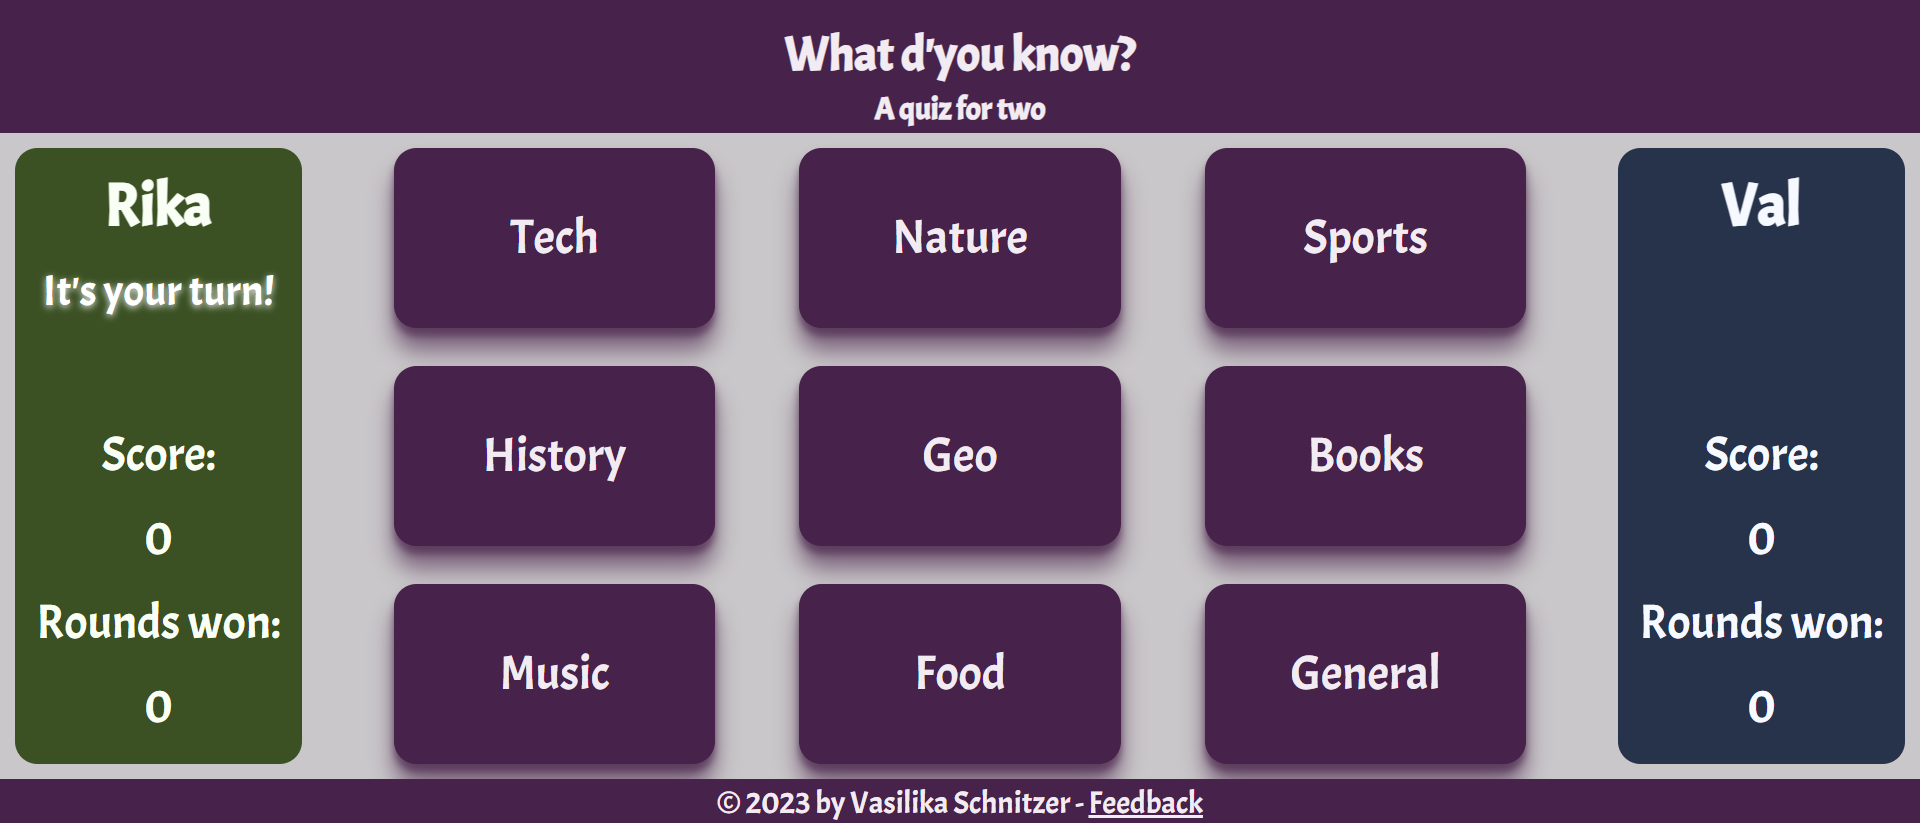 What d'you know?
A quiz for two
Rika
It's your turn!
Score:
0
Rounds won:
0
Tech
Nature
Sports
History
Geo
Books
Music
Food
General
Val
Score:
0
Rounds won:
0
© 2023 by Vasilika Schnitzer - Feedback